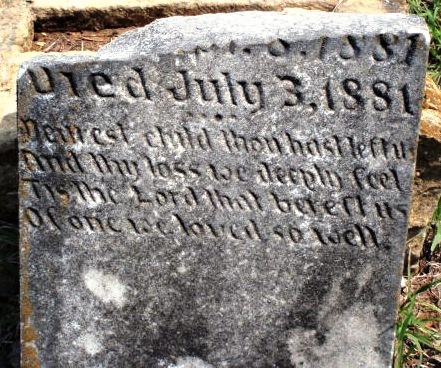 8, 1881
Died July 3, 1881
Dearest child thou hast left u
And thy loss we deeply feel
Tis the Lord that bereft us
Of one we loved so well.